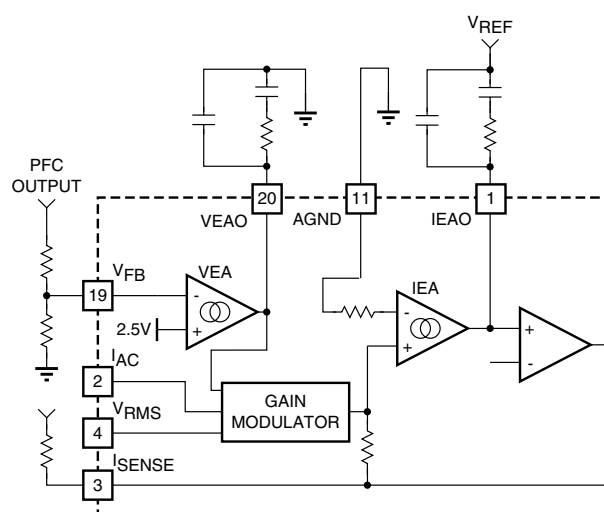 VREF
PFC
OUTPUT
20
11
1
VEAO
AGND
IEAO
VFB
VEA
IEA
19
-
-
+
2.5V
+
+
-
IAC
2
GAIN
MODULATOR
VRMS
4
ISENSE
3